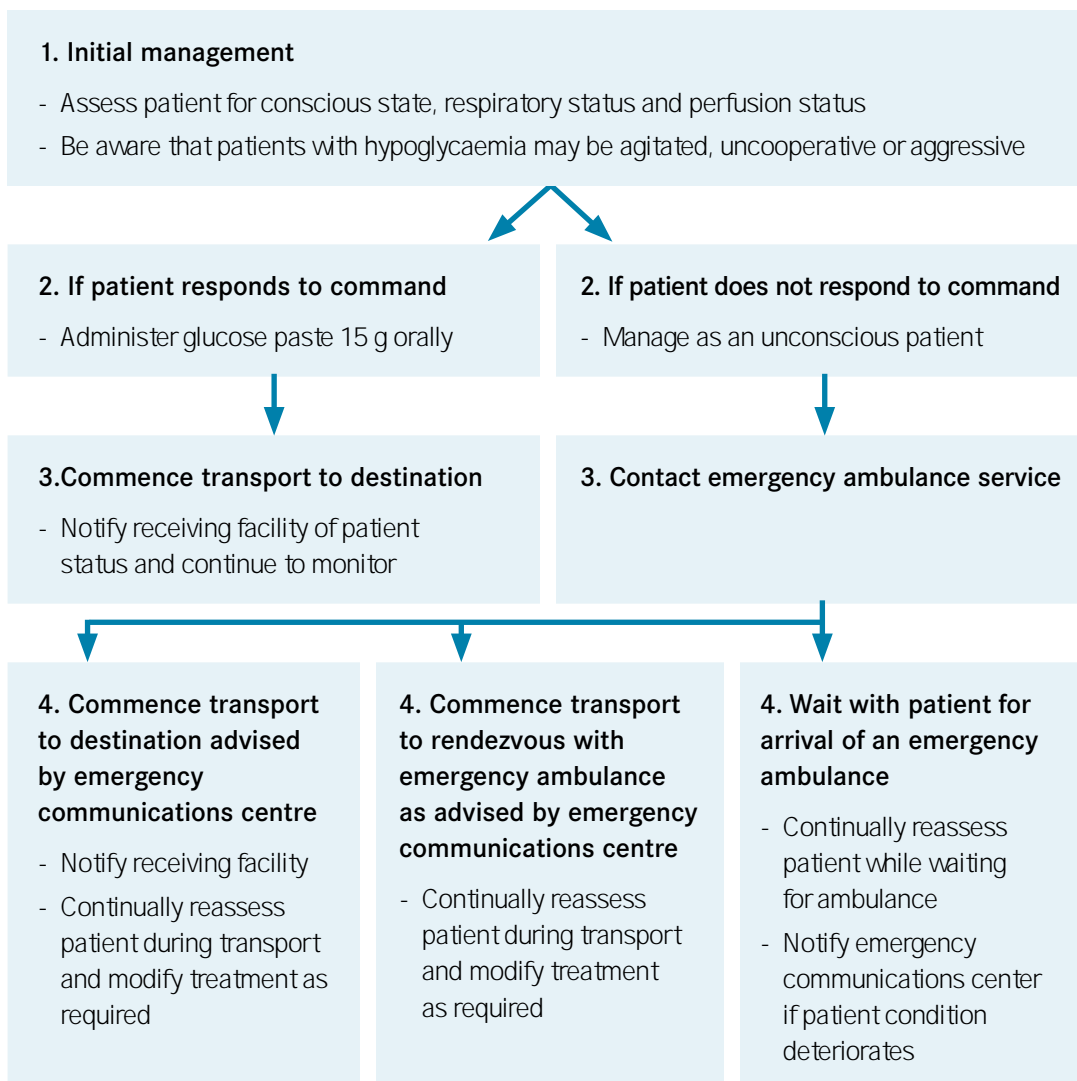 1. Initial management
- Assess patient for conscious state, respiratory status and perfusion status
- Be aware that patients with hypoglycaemia may be agitated, uncooperative or aggressive
2. If patient responds to command
- Administer glucose paste 15 g orally
2. If patient does not respond to command
- Manage as an unconscious patient
3.Commence transport to destination
- Notify receiving facility of patient
status and continue to monitor
3. Contact emergency ambulance service
4. Commence transport
to destination advised
by emergency
communications centre
- Notify receiving facility
- Continually reassess
patient during transport
and modify treatment as
required
4. Commence transport
to rendezvous with
emergency ambulance
as advised by emergency
communications centre
- Continually reassess
patient during transport
and modify treatment
as required
4. Wait with patient for
arrival of an emergency
ambulance
- Continually reassess
patient while waiting
for ambulance
- Notify emergency
communications center
if patient condition
deteriorates